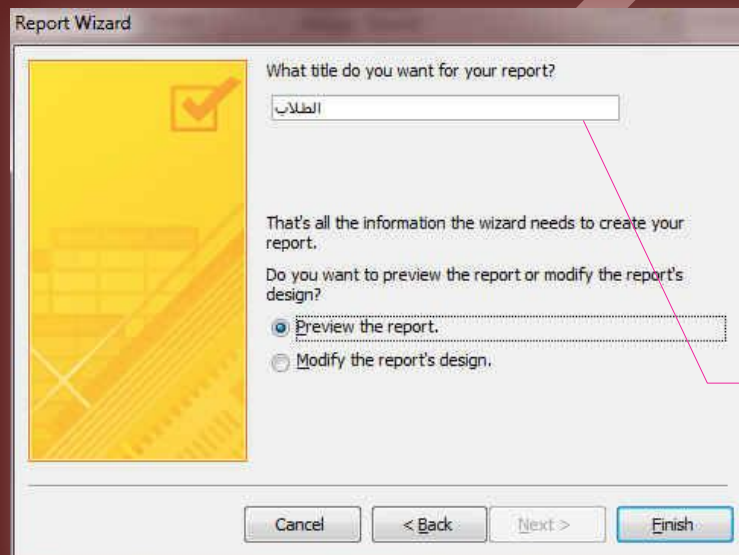 Report Wizard
What title do you want for your report?
الطلاب
That's all the information the wizard needs to create your
report.
Do you want to preview the report or modify the report's
design?
Preview the report.
Modify the report's design.
Cancel
< Back
Next >
Finish